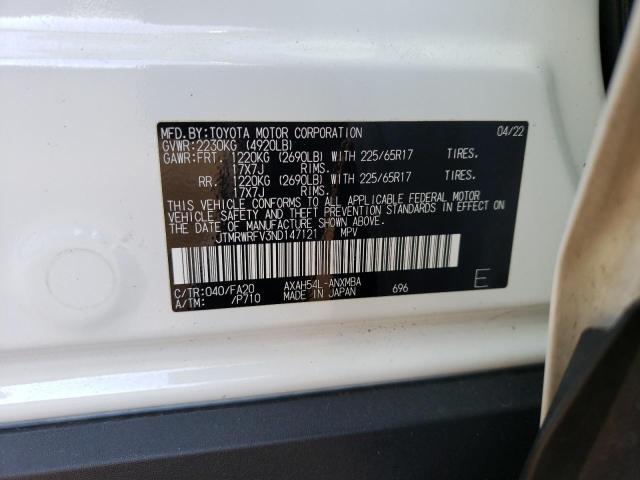 MFD.BY:TOYOTA MOTOR CORPORATION 04/22
GVWR:2230KG (4920LB)
GAWR:FRT. 1220KG (2690LB) WITH 225/65R17 TIRES.
17X7J RIMS.
RR. 1220KG (2690LB) WITH 225/65R17 TIRES.
17X7J RIMS.
THIS VEHICLE CONFORMS TO ALL APPLICABLE FEDERAL MOTOR
VEHICLE SAFETY AND THEFT PREVENTION STANDARDS IN EFFECT ON
THE DATE OF MANUFACTURE SHOWN ABOVE.
JTMRWRFV3ND147121 MPV
C/TR:040/FA20 AXAH54L-ANXMBA
A/TM: /P710 MADE IN JAPAN 696 E